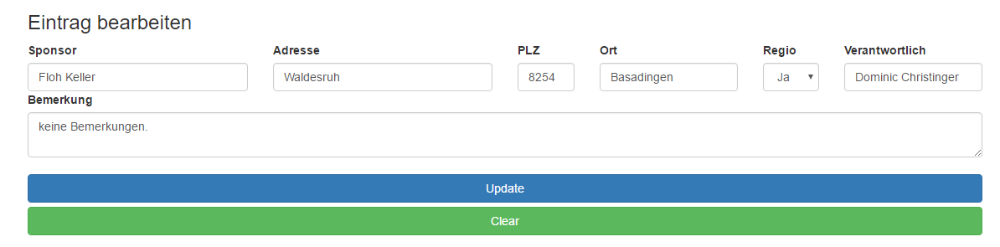 Eintrag bearbeiten
Sponsor Adresse PLZ Ort Regio Verantwortlich
Floh Keller Waldesruh 8254 Basadingen Ja Dominic Christinger
Bemerkung
keine Bemerkungen.
Update
Clear